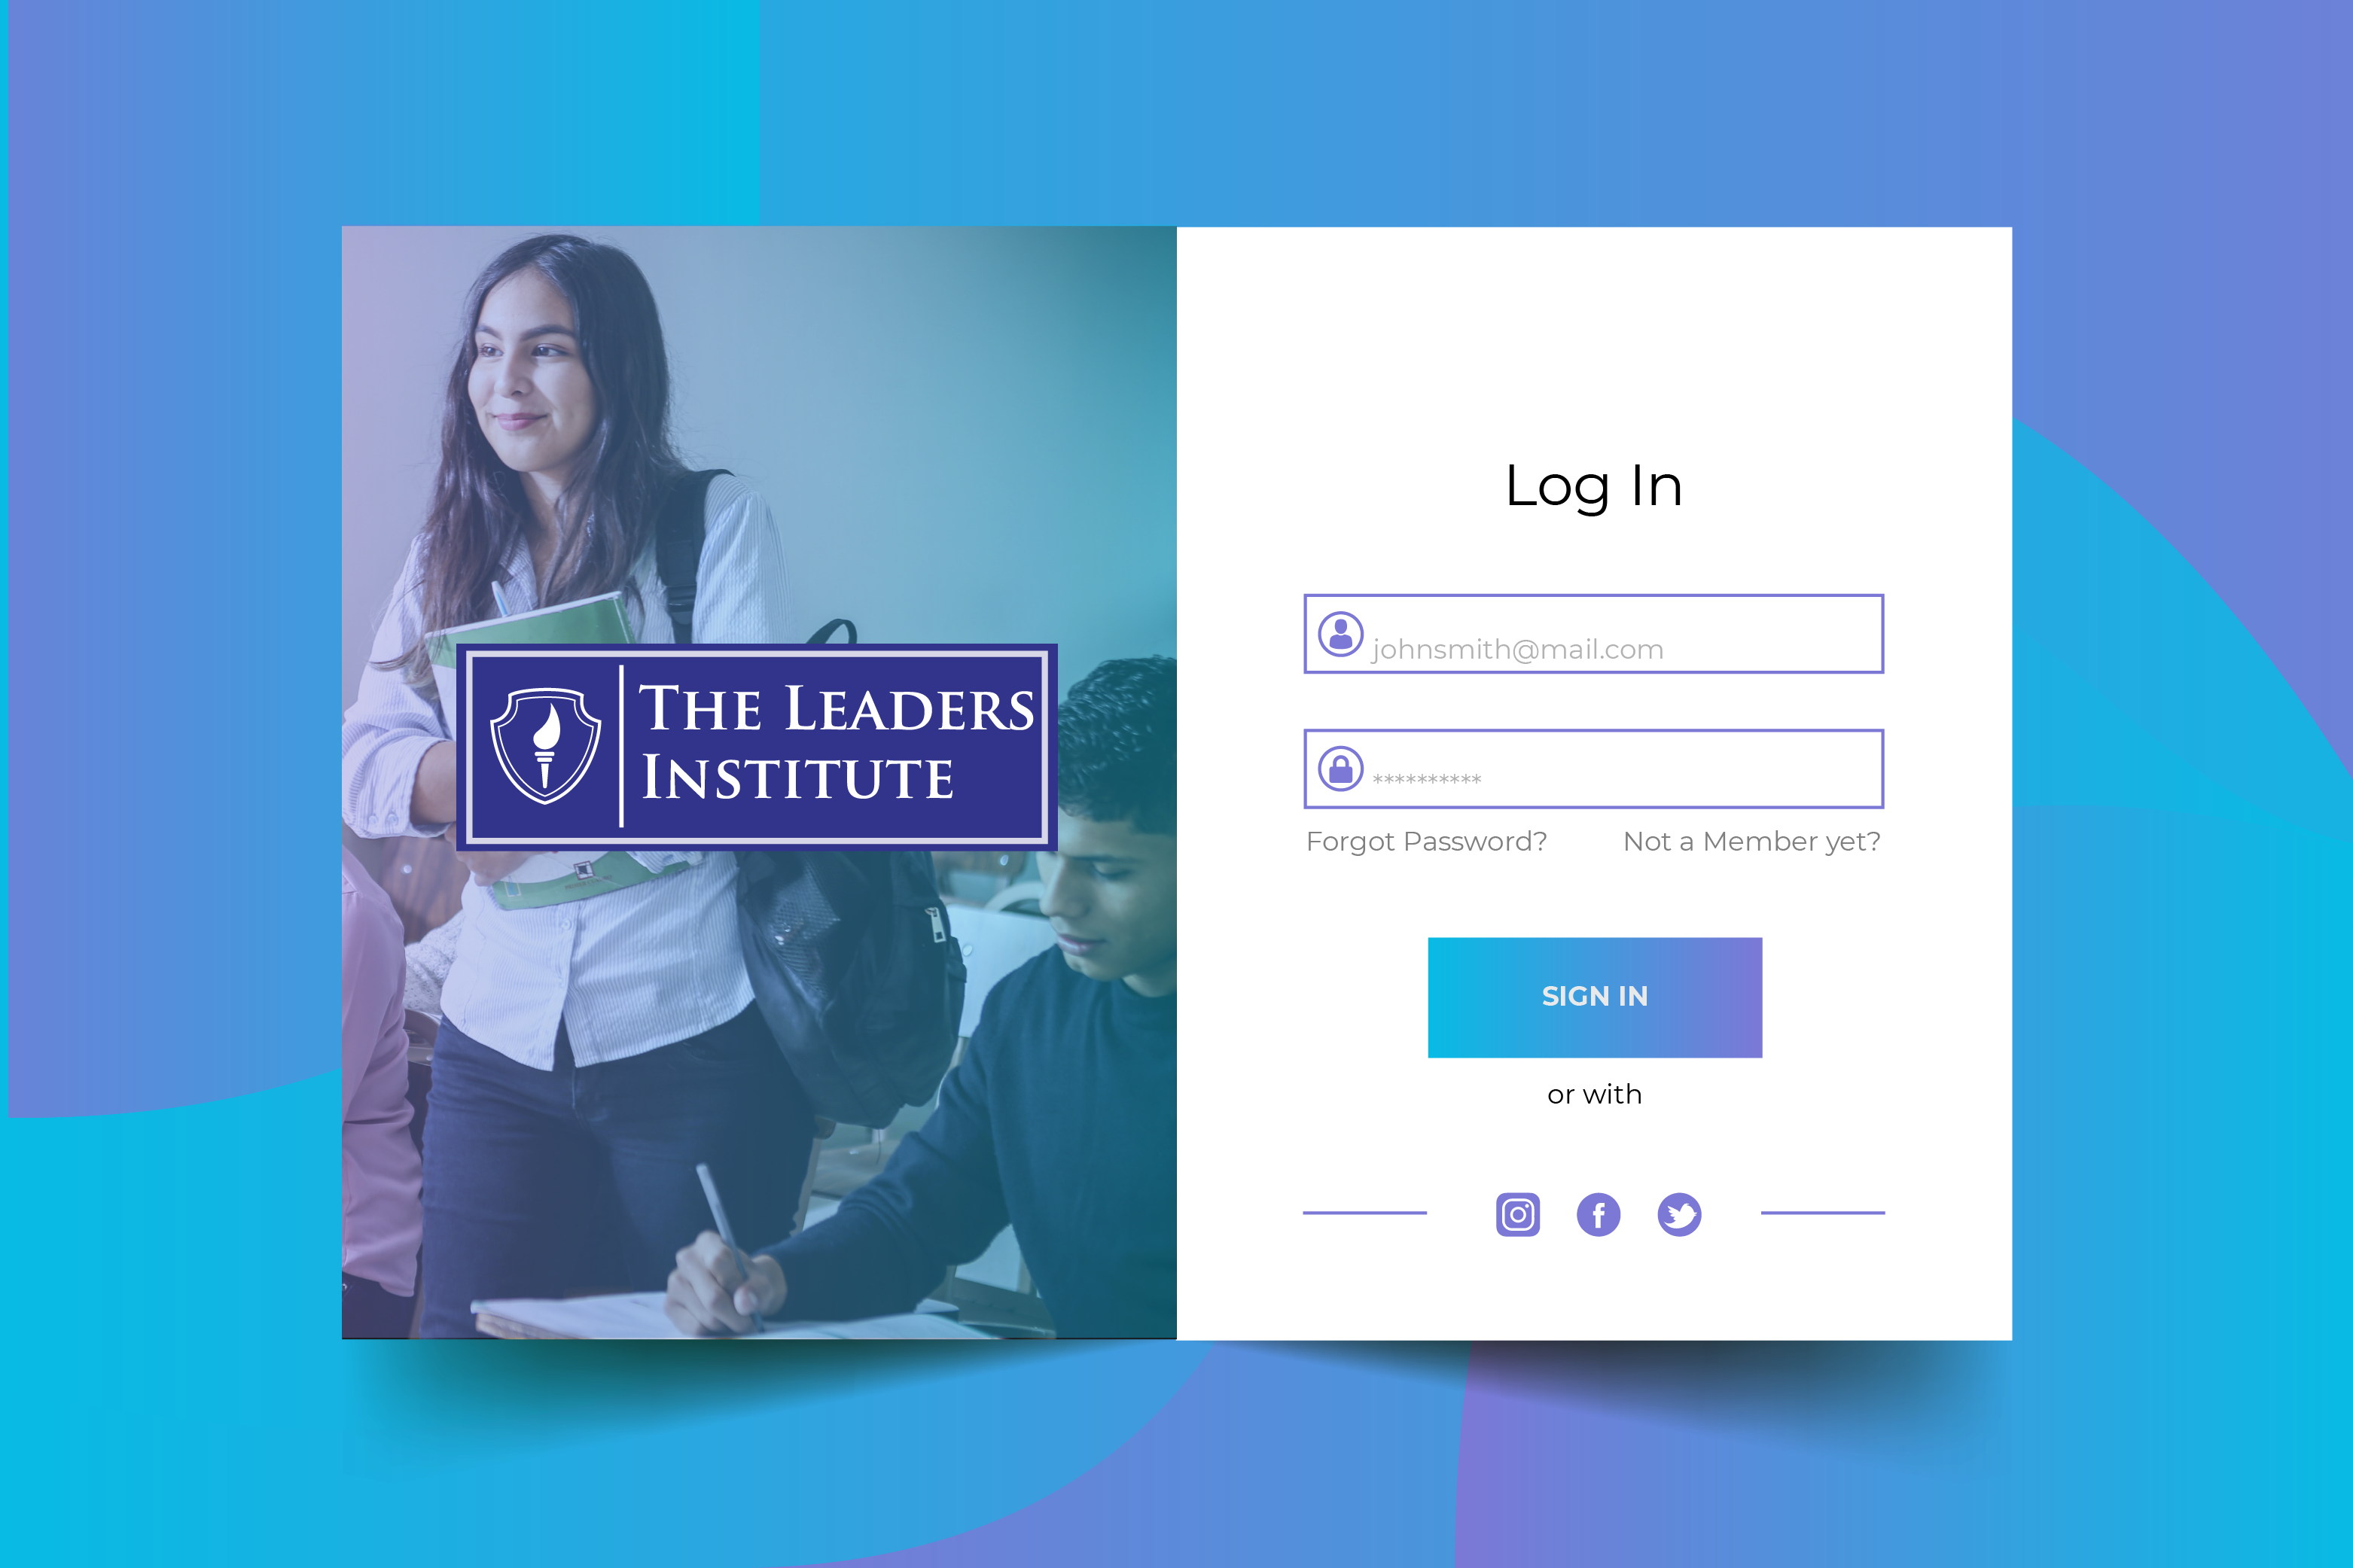 THE LEADERS
INSTITUTE
Log In
johnsmith@mail.com
**********
Forgot Password?
Not a Member yet?
SIGN IN
or with